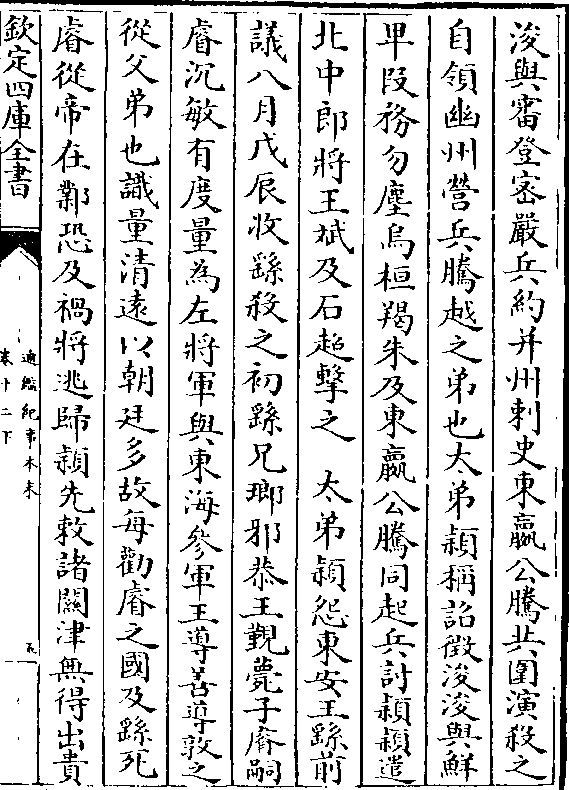 浚與審登密嚴兵約并州刺史東嬴公騰共圍演殺之
自領幽州營兵騰越之弟也太弟潁稱詔徵浚浚與鮮
卑段務勿塵烏桓羯朱及東嬴公騰同起兵討潁潁遣
北中郎將王斌及石超擊之　太弟潁怨東安王繇前
議八月戊辰收繇殺之初繇兄瑯邪恭王覲薨子睿嗣
睿沉敏有度量為左將軍與東海參軍王導善導敦之
從父弟也識量清遠以朝廷多故每勸睿之國及繇死
睿從帝在鄴恐及禍將逃歸潁先敕諸關津無得出貴
欽定四庫全書
通鑑紀事本末
卷十二下